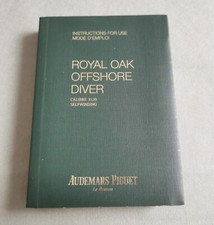 INSTRUCTIONS FOR USE
MODE D'EMPLOI
ROYAL OAK
OFFSHORE
DIVER
CALIBRE 3120
SELFWINDING
AUDEMARS PIGUET
Le Brassus